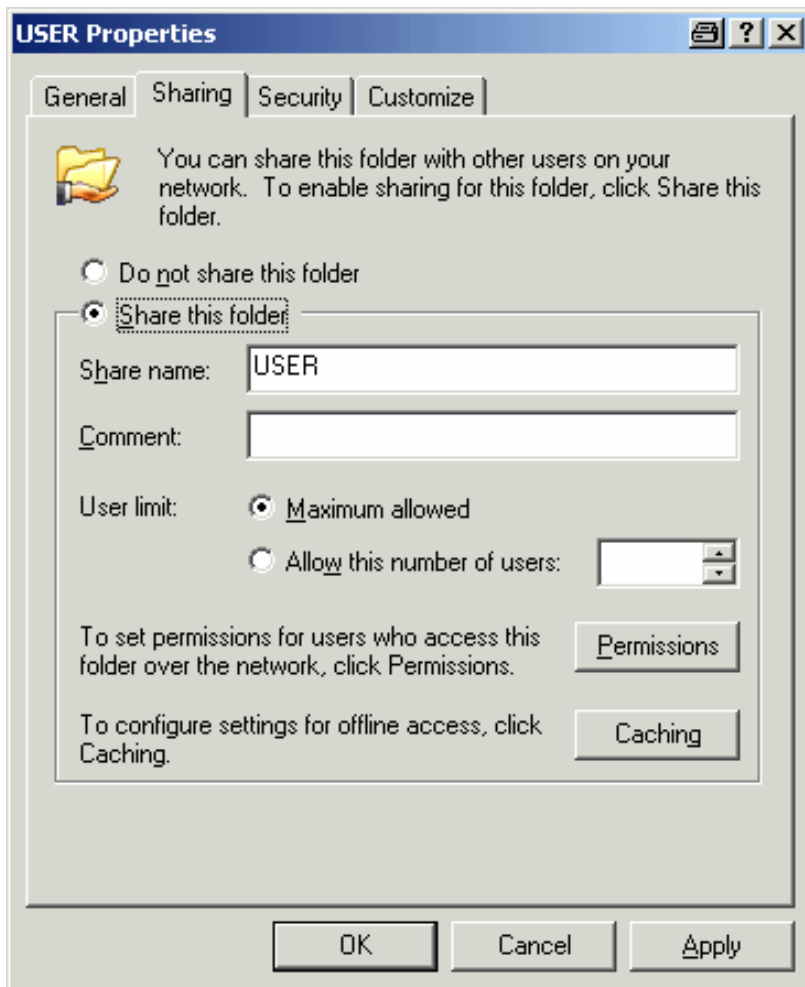 USER Properties
?
General Sharing Security Customize
You can share this folder with other users on your
network. To enable sharing for this folder, click Share this
folder.
Do not share this folder
Share this folder
Share name: USER
Comment:
User limit: Maximum allowed
Allow this number of users:
To set permissions for users who access this
folder over the network, click Permissions.
Permissions
To configure settings for offline access, click
Caching.
Caching
OK Cancel Apply